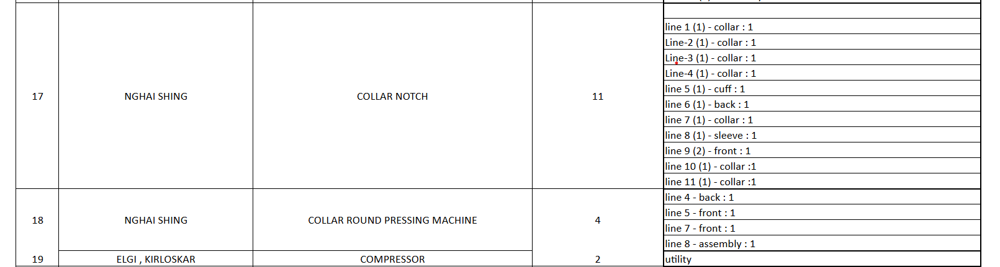 line 1 (1) - collar : 1
Line-2 (1) - collar : 1
Line-3 (1) - collar : 1
Line-4 (1) - collar : 1
17 NGHAI SHING COLLAR NOTCH 11
line 5 (1) - cuff : 1
line 6 (1) - back : 1
line 7 (1) - collar : 1
line 8 (1) - sleeve : 1
line 9 (2) - front : 1
line 10 (1) - collar :1
line 11 (1) - collar :1
18 NGHAI SHING COLLAR ROUND PRESSING MACHINE 4
line 4 - back : 1
line 5 - front : 1
line 7 - front : 1
line 8 - assembly : 1
19 ELGI , KIRLOSKAR COMPRESSOR 2 utility